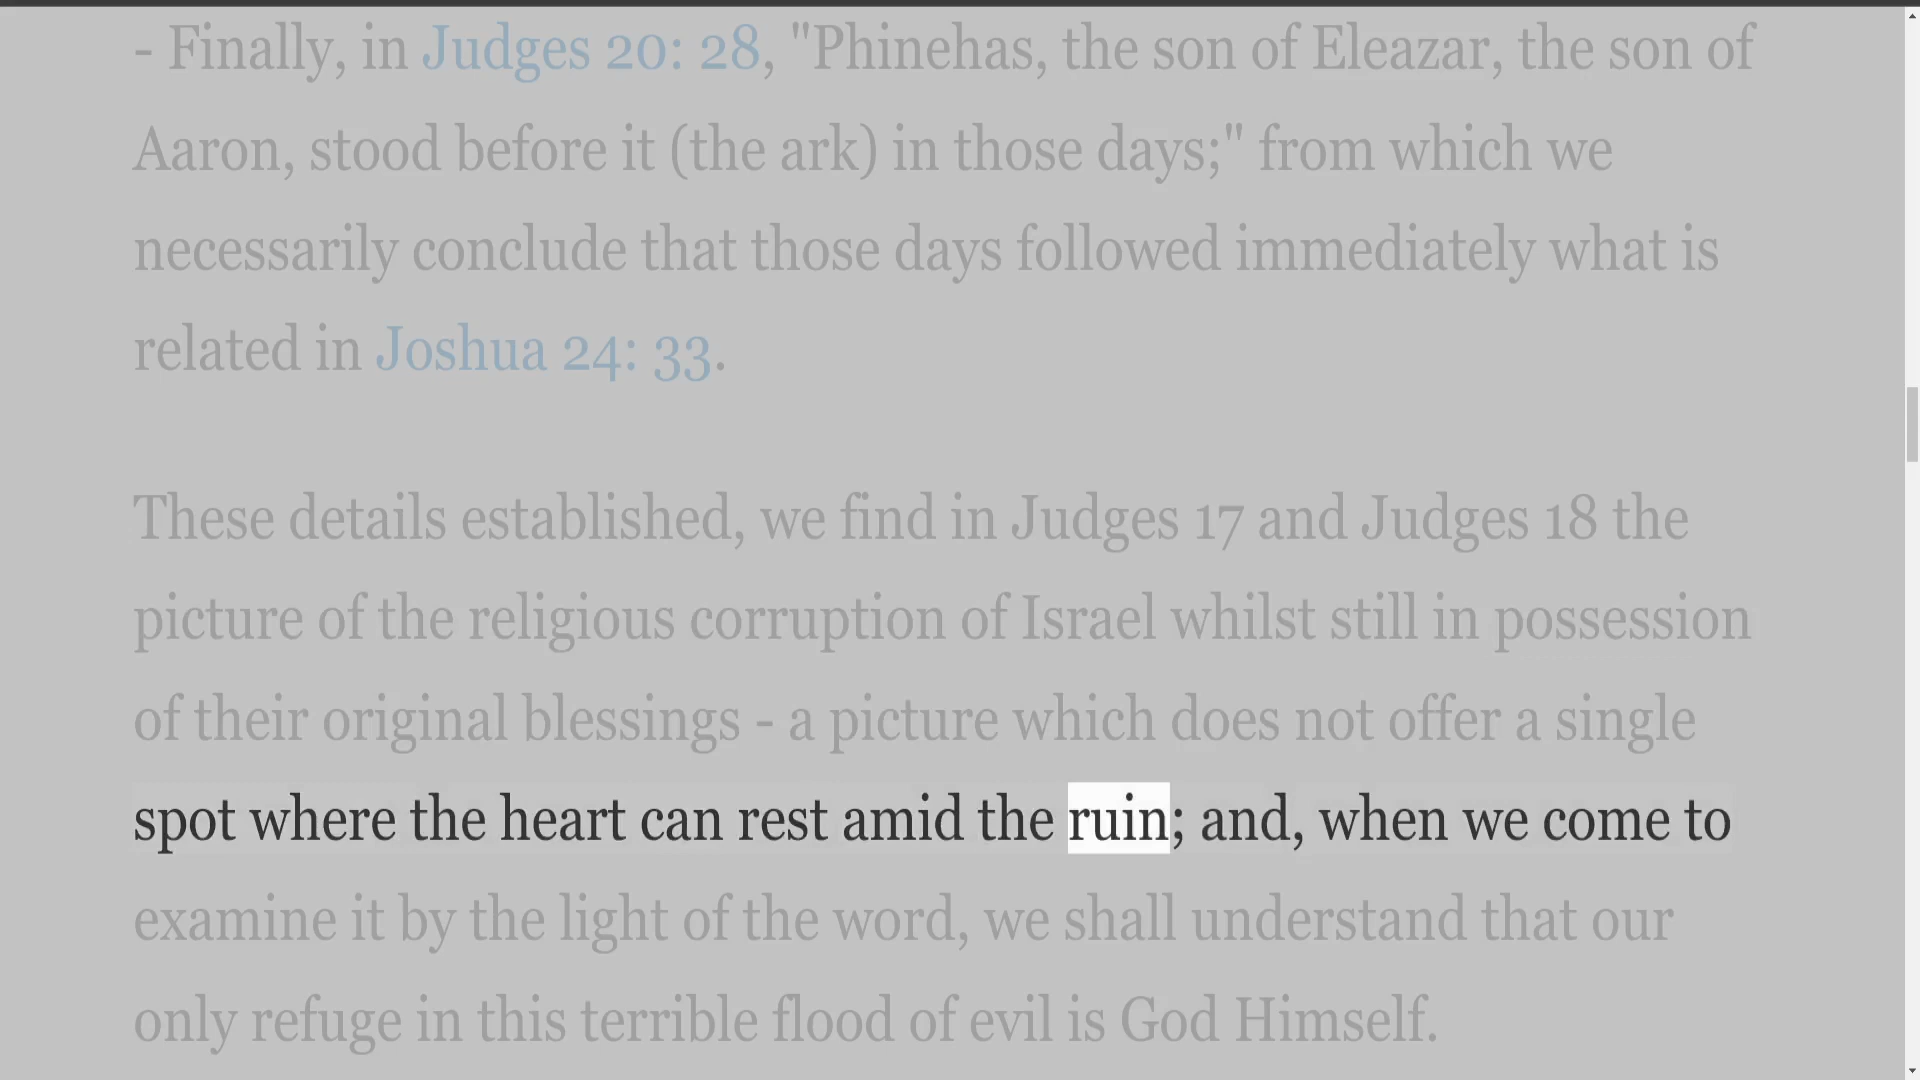 - Finally, in Judges 20: 28, "Phinehas, the son of Eleazar, the son of
Aaron, stood before it (the ark) in those days;" from which we
necessarily conclude that those days followed immediately what is
related in Joshua 24: 33.
These details established, we find in Judges 17 and Judges 18 the
picture of the religious corruption of Israel whilst still in possession
of their original blessings - a picture which does not offer a single
spot where the heart can rest amid the ruin; and, when we come to
examine it by the light of the word, we shall understand that our
only refuge in this terrible flood of evil is God Himself.